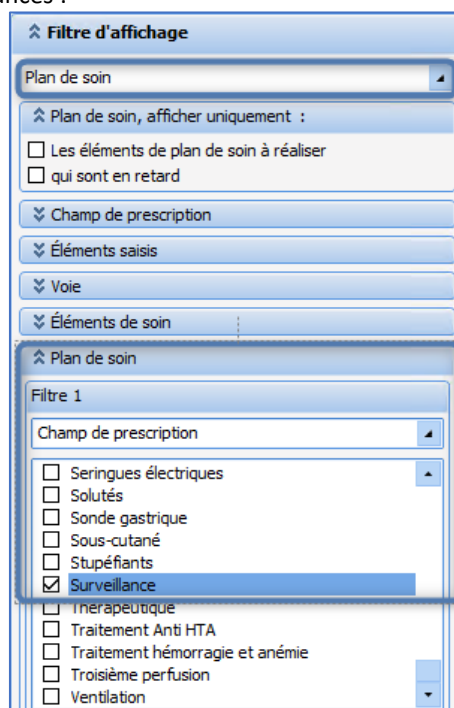 Filtre d'affichage
Plan de soin
Plan de soin, afficher uniquement :
Les éléments de plan de soin à réaliser
qui sont en retard
Champ de prescription
Éléments saisis
Voie
Éléments de soin
Plan de soin
Filtre 1
Champ de prescription
Seringues électriques
Solutés
Sonde gastrique
Sous-cutané
Stupéfiants
Surveillance
Thérapeutique
Traitement Anti HTA
Traitement hémorragie et anémie
Troisième perfusion
Ventilation